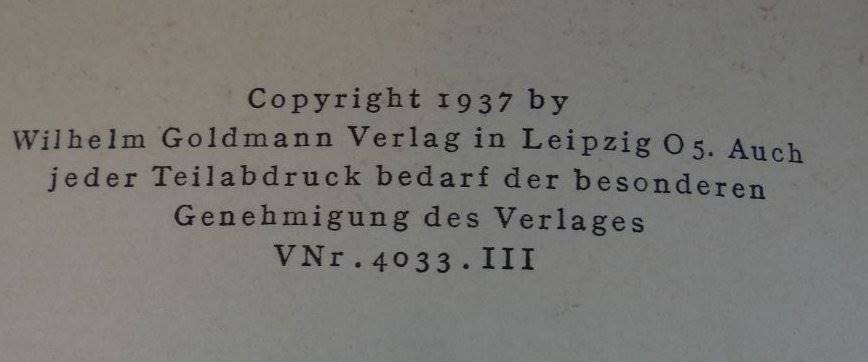 Copyright 1937 by
Wilhelm Goldmann Verlag in Leipzig O 5. Auch
jeder Teilabdruck bedarf der besonderen
Genehmigung des Verlages
VNr. 4033. III